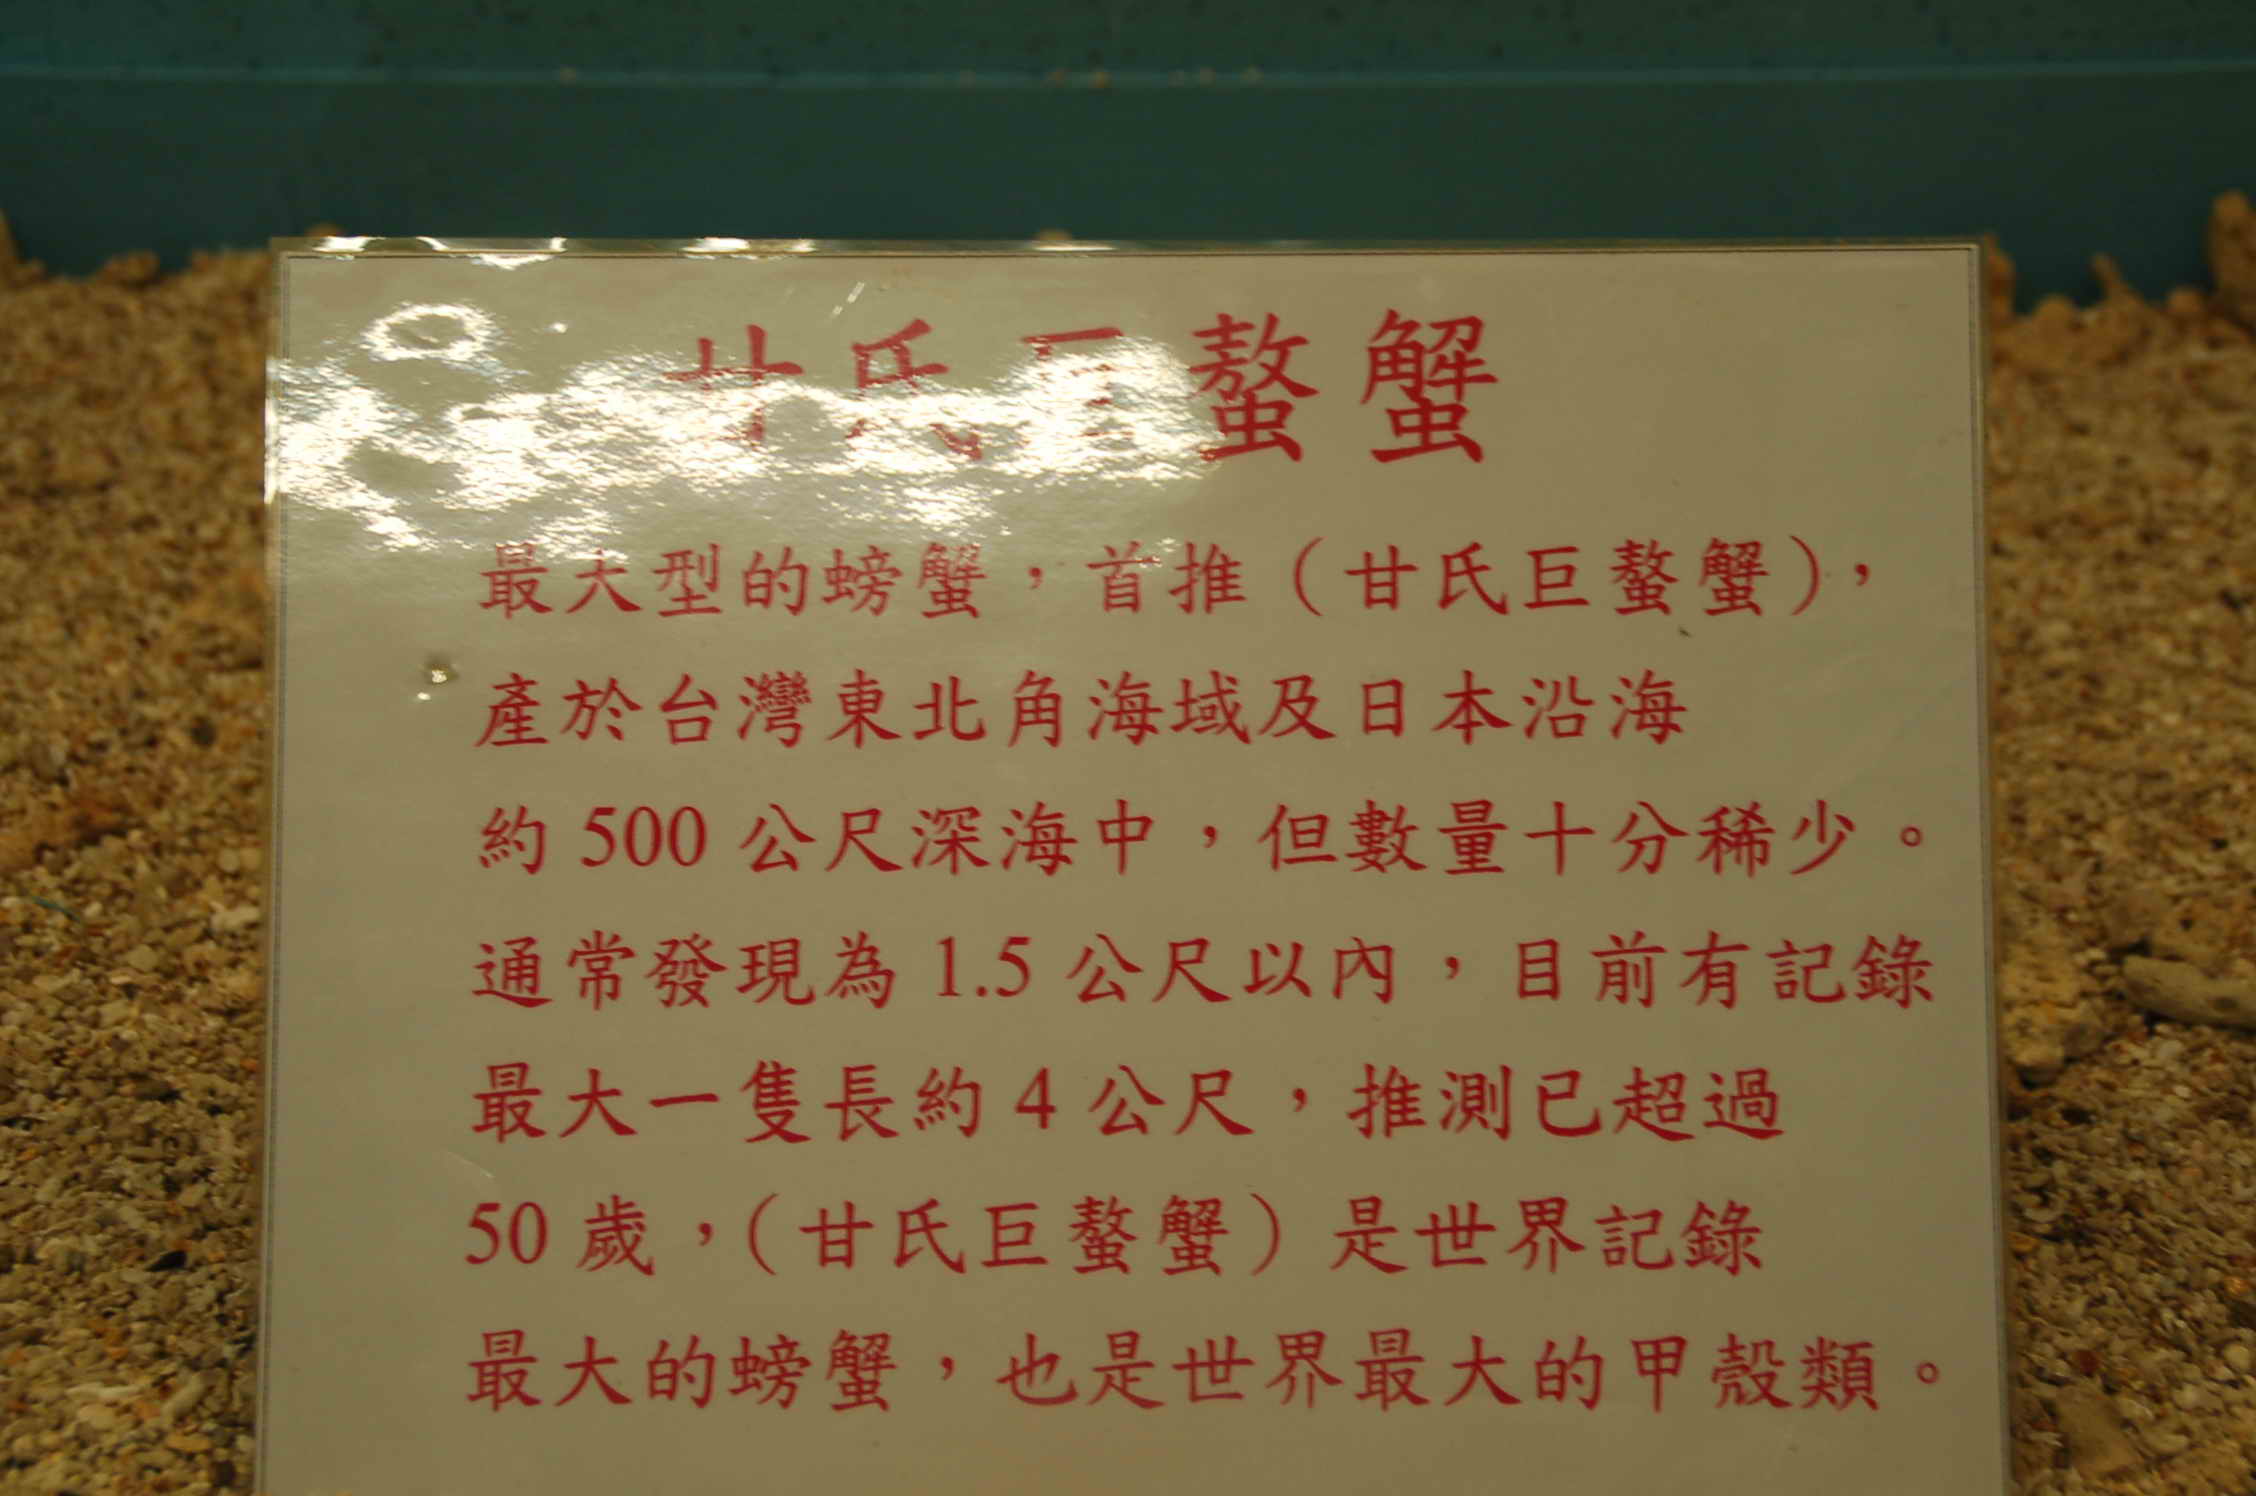 甘氏巨螯蟹
最大型的螃蟹，首推（甘氏巨螯蟹），
產於台灣東北角海域及日本沿海
約 500 公尺深海中，但數量十分稀少。
通常發現為 1.5 公尺以內，目前有記錄
最大一隻長約 4 公尺，推測已超過
50 歲，（甘氏巨螯蟹）是世界記錄
最大的螃蟹，也是世界最大的甲殼類。